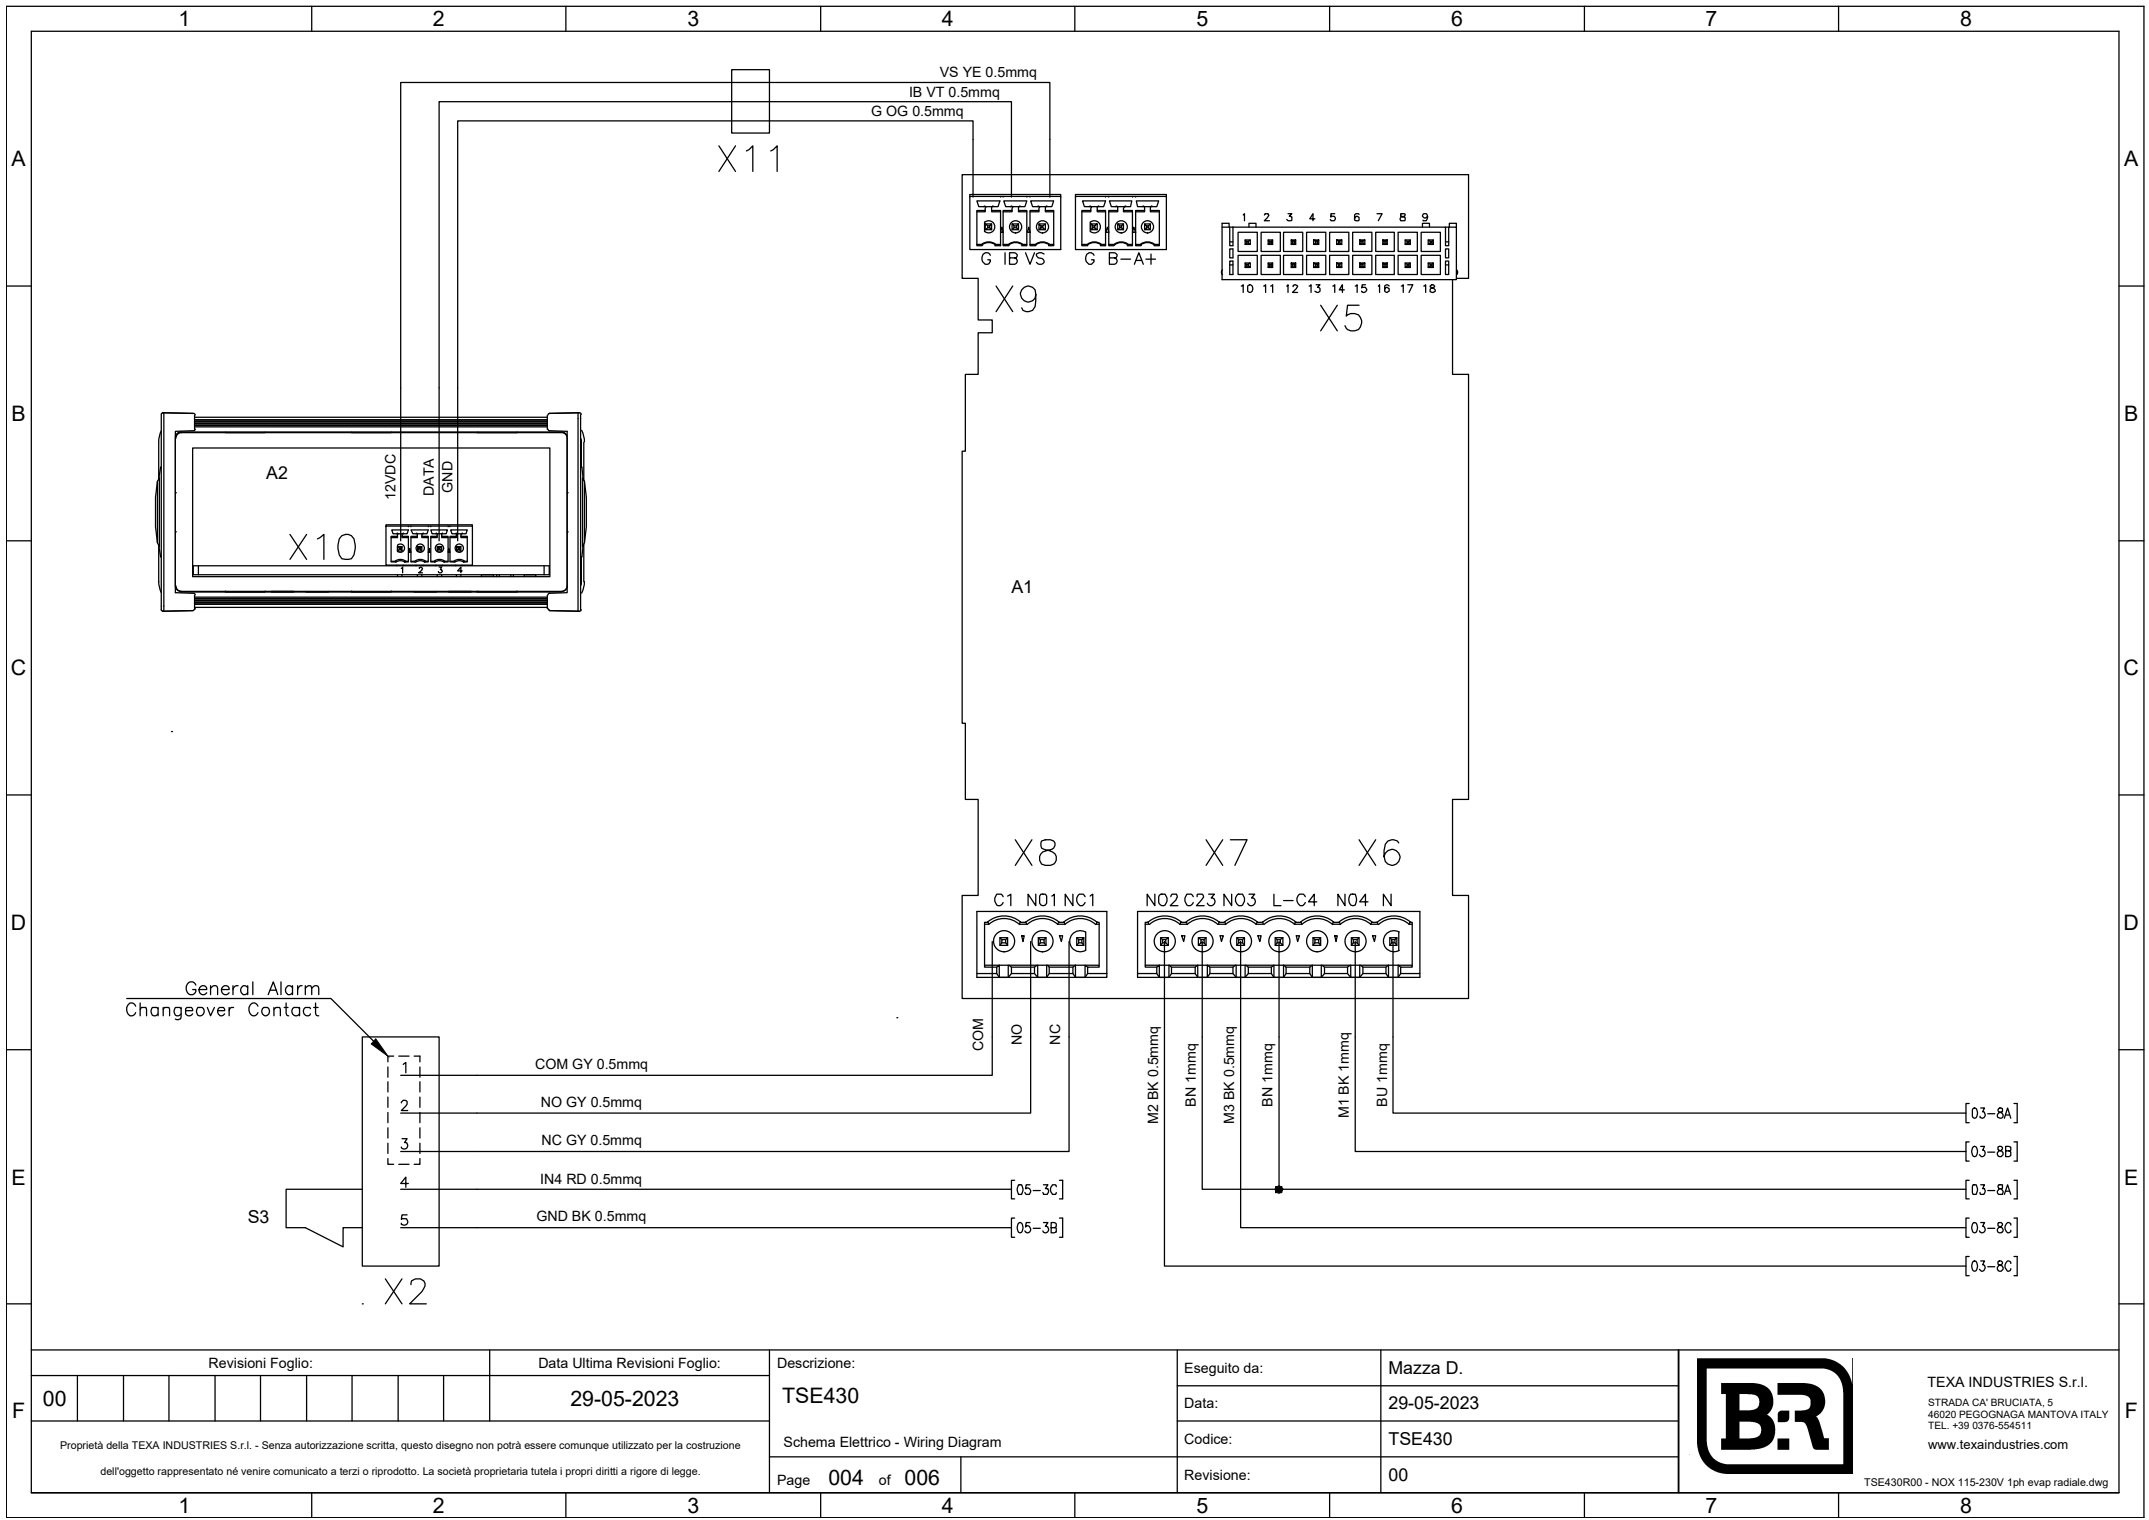 1 2 3 4 5 6 7 8
VS YE 0.5mmq
IB VT 0.5mmq
G OG 0.5mmq
X11
A A
G IB VS
G B-A+
1 2 3 4 5 6 7 8 9
10 11 12 13 14 15 16 17 18
X9
X5
B B
A2
12VDC
DATA
GND
X10
1 2 3 4
A1
C C
X8 X7 X6
C1 NO1 NC1
NO2 C23 NO3 L-C4 NO4 N
D D
General Alarm
Changeover Contact
COM
NO
NC
M2 BK 0.5mmq
BN 1mmq
M3 BK 0.5mmq
BN 1mmq
M1 BK 1mmq
BU 1mmq
1 COM GY 0.5mmq
2 NO GY 0.5mmq
[03-8A]
3 NC GY 0.5mmq
[03-8B]
E E
4 IN4 RD 0.5mmq [05-3C]
[03-8A]
S3
5 GND BK 0.5mmq [05-3B]
[03-8C]
[03-8C]
X2
F F
Revisioni Foglio:
00
Data Ultima Revisioni Foglio:
29-05-2023
Proprietà della TEXA INDUSTRIES S.r.l. - Senza autorizzazione scritta, questo disegno non potrà essere comunque utilizzato per la costruzione
dell'oggetto rappresentato né venire comunicato a terzi o riprodotto. La società proprietaria tutela i propri diritti a rigore di legge.
Descrizione:
TSE430
Schema Elettrico - Wiring Diagram
Page 004 of 006
Eseguito da: Mazza D.
Data: 29-05-2023
Codice: TSE430
Revisione: 00
BR
TEXA INDUSTRIES S.r.l.
STRADA CA' BRUCIATA, 5
46020 PEGOGNAGA MANTOVA ITALY
TEL. +39 0376-554511
www.texaindustries.com
TSE430R00 - NOX 115-230V 1ph evap radiale.dwg
1 2 3 4 5 6 7 8